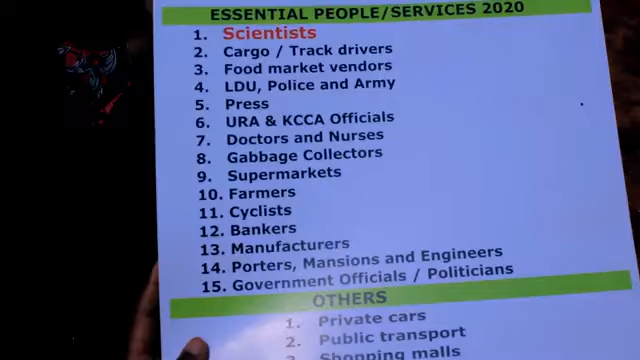 ESSENTIAL PEOPLE/SERVICES 2020
1. Scientists
2. Cargo / Track drivers
3. Food market vendors
4. LDU, Police and Army
5. Press
6. URA & KCCA Officials
7. Doctors and Nurses
8. Gabbage Collectors
9. Supermarkets
10. Farmers
11. Cyclists
12. Bankers
13. Manufacturers
14. Porters, Mansions and Engineers
15. Government Officials / Politicians
OTHERS
1. Private cars
2. Public transport
3. Shopping malls